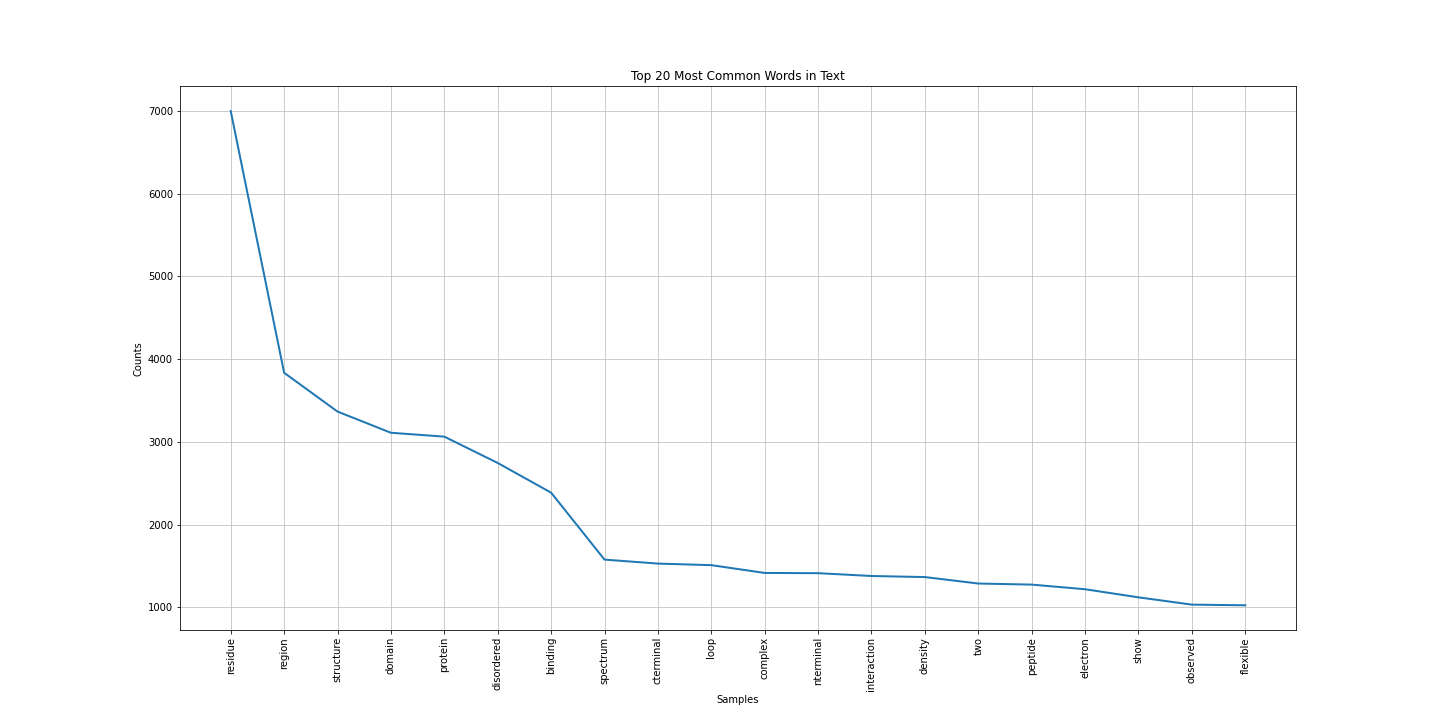 Top 20 Most Common Words in Text
7000
6000
5000
4000
3000
2000
1000
Counts
residue
region
structure
domain
protein
disordered
binding
spectrum
cterminal
loop
complex
nterminal
interaction
density
two
peptide
electron
show
observed
flexible
Samples